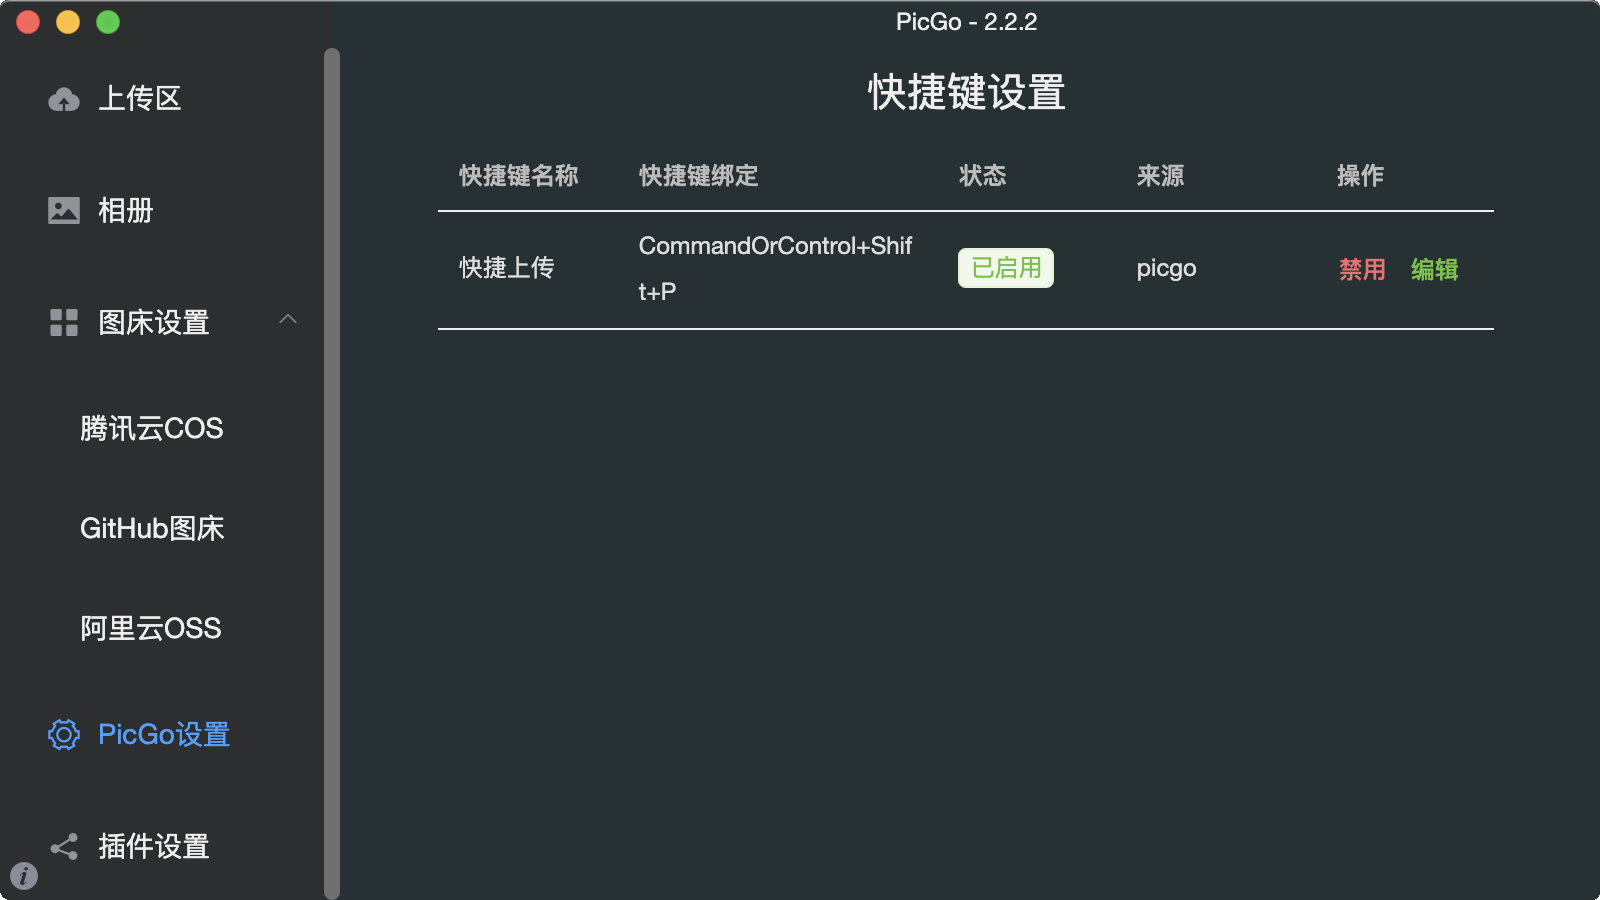 PicGo - 2.2.2
上传区
相册
图床设置
腾讯云COS
GitHub图床
阿里云OSS
PicGo设置
插件设置
i
快捷键设置
快捷键名称 快捷键绑定 状态 来源 操作
快捷上传 CommandOrControl+Shif
t+P 已启用 picgo 禁用 编辑